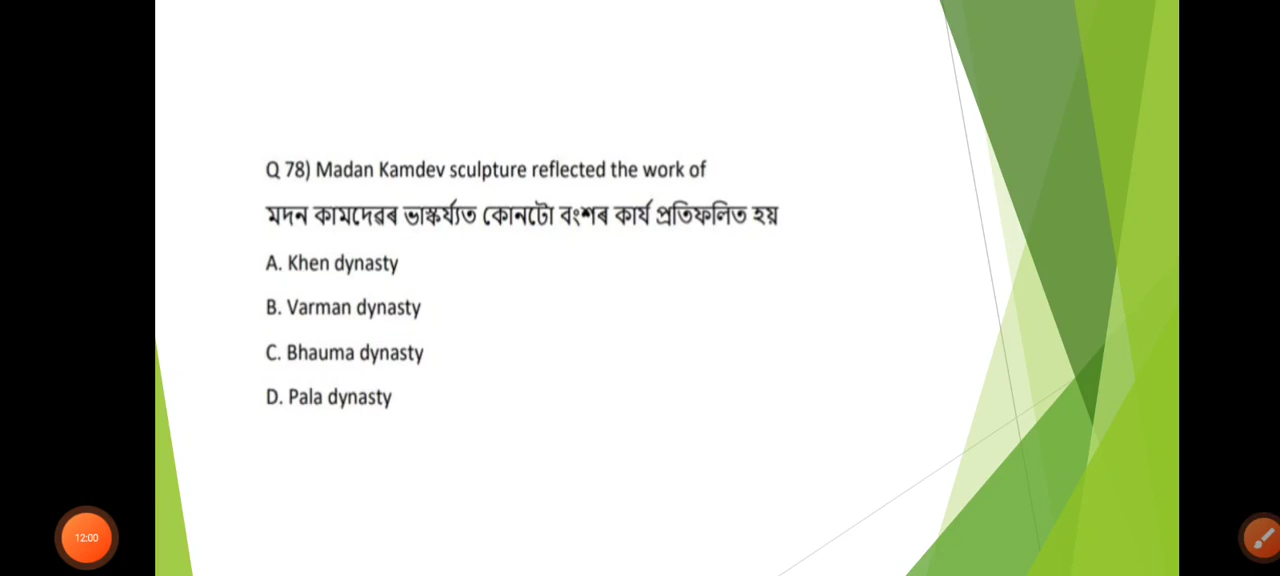 Q 78) Madan Kamdev sculpture reflected the work of
মদন কামদেৱৰ ভাস্কৰ্য্যত কোনটো বংশৰ কাৰ্য প্ৰতিফলিত হয়
A. Khen dynasty
B. Varman dynasty
C. Bhauma dynasty
D. Pala dynasty
12:00